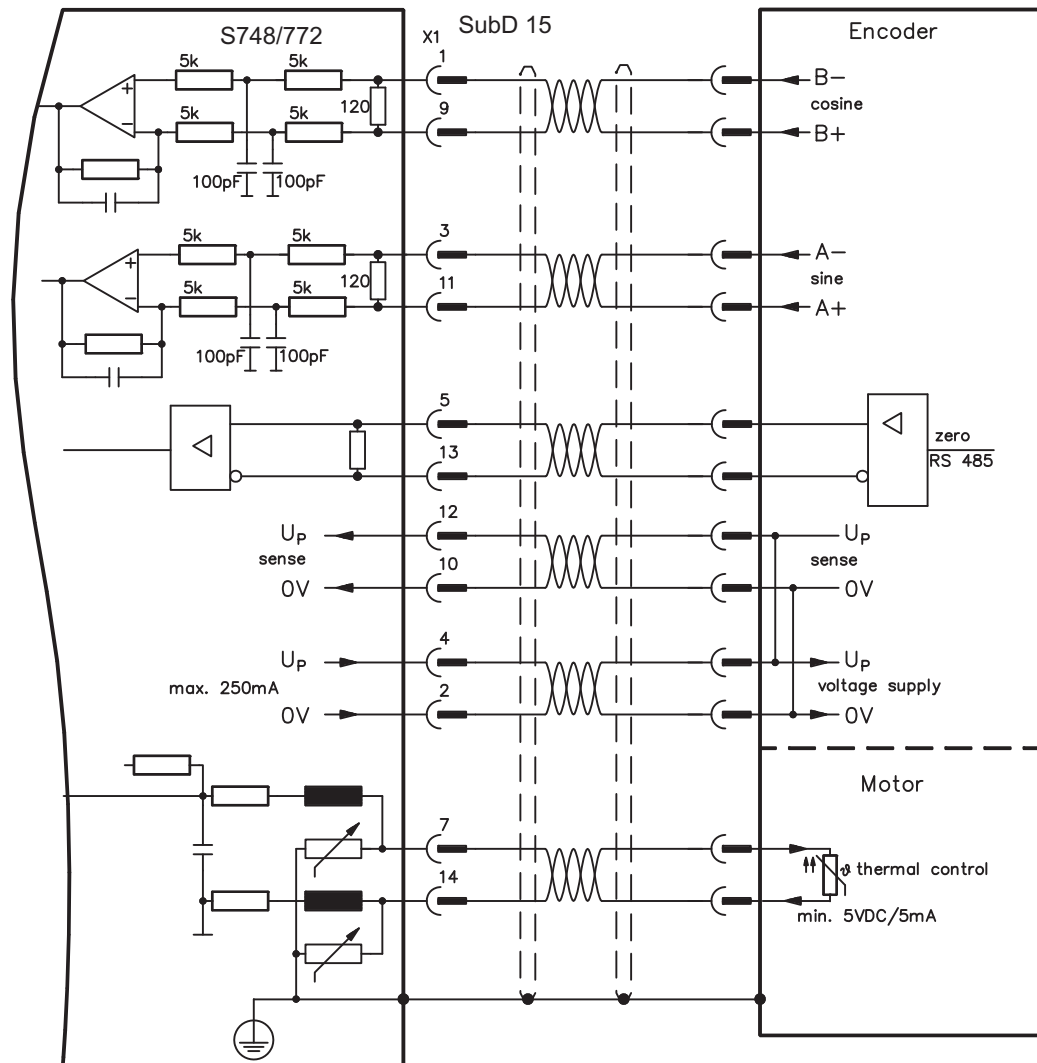 S748/772
X1
SubD 15
Encoder
5k
5k
1
B−
120
cosine
5k
5k
9
B+
100pF
100pF
5k
5k
3
A−
120
sine
5k
5k
11
A+
100pF
100pF
5
zero
13
RS 485
UP
12
UP
sense
sense
0V
10
0V
UP
4
UP
max. 250mA
voltage supply
0V
2
0V
Motor
7
ϑ thermal control
14
min. 5VDC/5mA